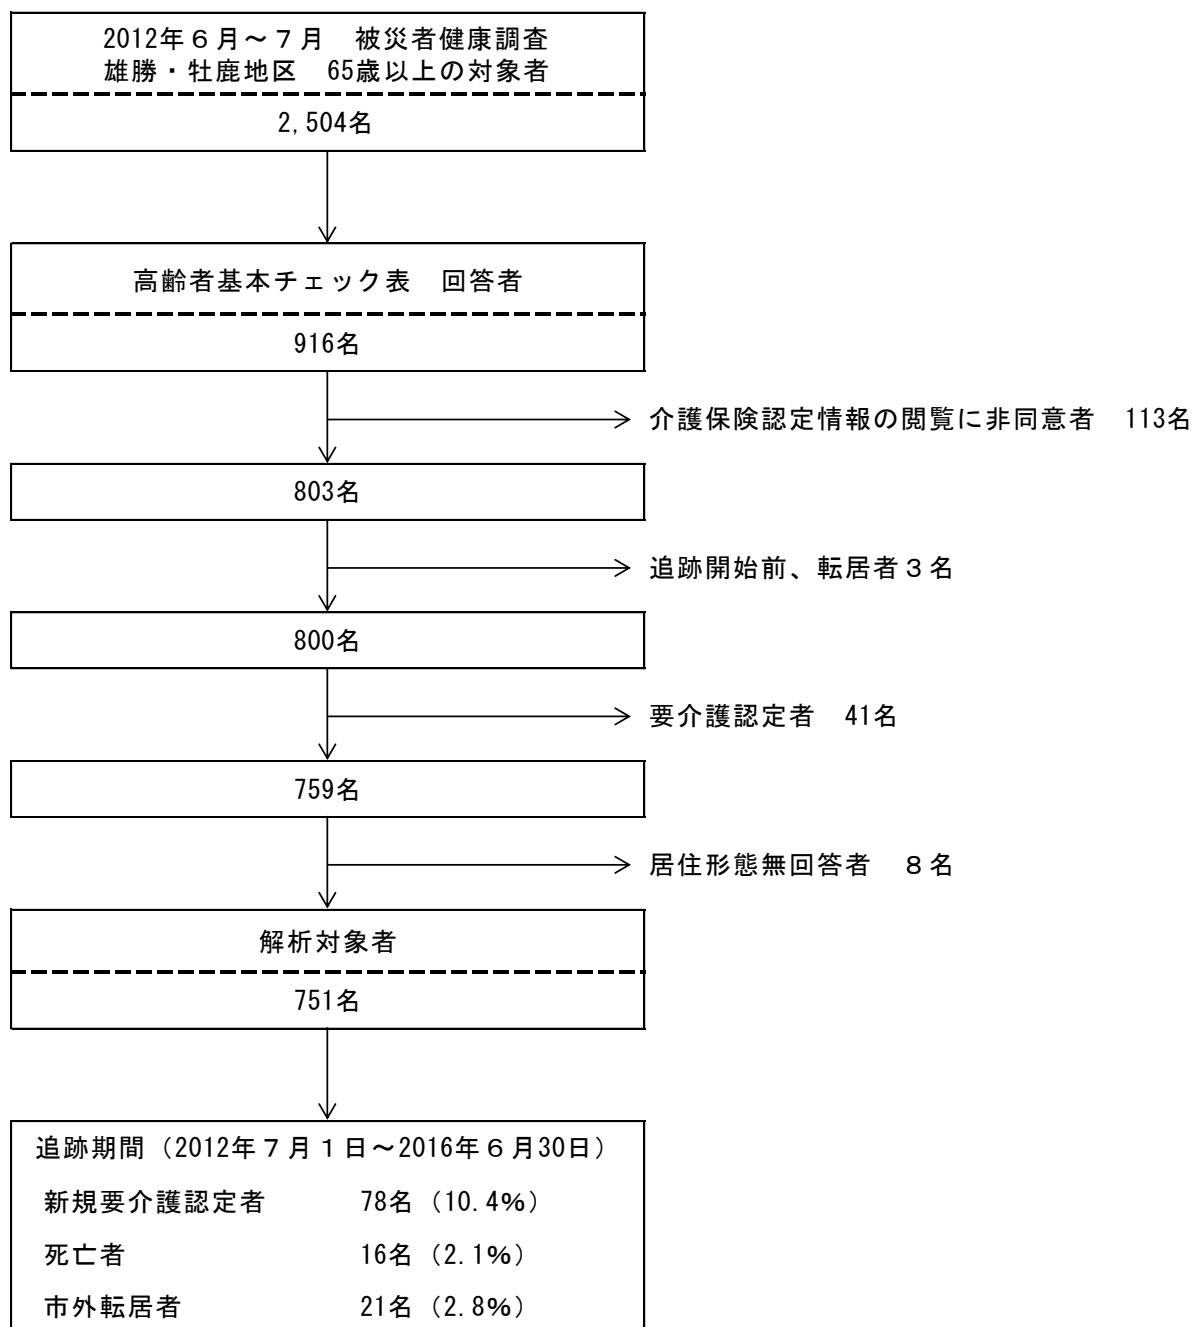 2012年６月～７月　被災者健康調査
雄勝・牡鹿地区　65歳以上の対象者
2,504名
高齢者基本チェック表　回答者
916名
介護保険認定情報の閲覧に非同意者　113名
803名
追跡開始前、転居者３名
800名
要介護認定者　41名
759名
居住形態無回答者　８名
解析対象者
751名
追跡期間（2012年７月１日～2016年６月30日）
新規要介護認定者　78名（10.4%）
死亡者　16名（2.1%）
市外転居者　21名（2.8%）